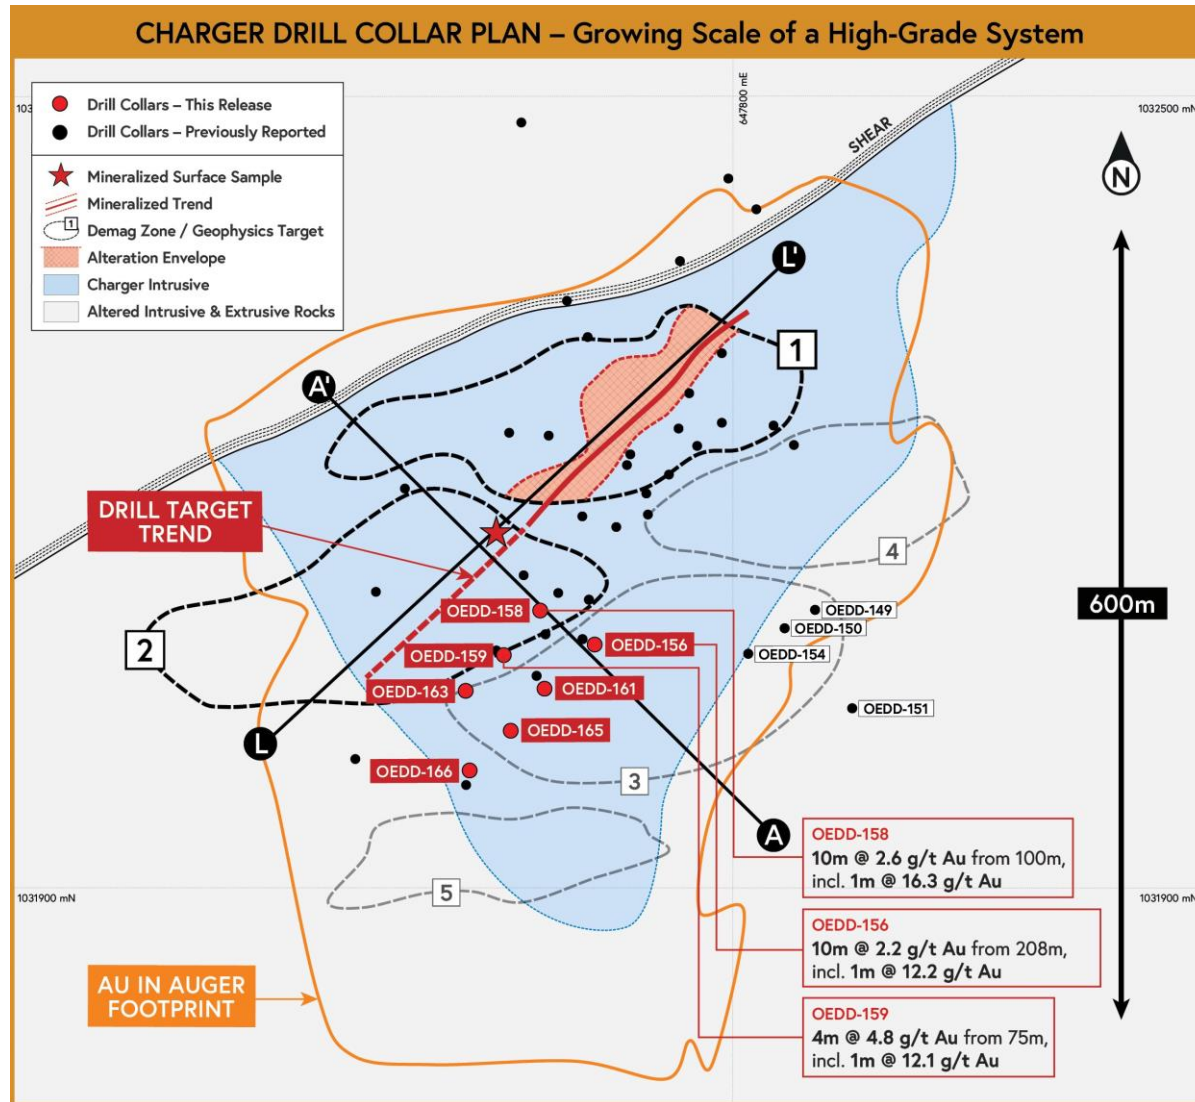 CHARGER DRILL COLLAR PLAN – Growing Scale of a High-Grade System
Drill Collars – This Release
Drill Collars – Previously Reported
Mineralized Surface Sample
Mineralized Trend
1
Demag Zone / Geophysics Target
Alteration Envelope
Charger Intrusive
Altered Intrusive & Extrusive Rocks
103
647800 mE
1032500 mN
SHEAR
N
L'
1
A'
DRILL TARGET
TREND
4
600m
OEDD-158
OEDD-149
OEDD-150
2
OEDD-159
OEDD-156
OEDD-154
OEDD-163
OEDD-161
OEDD-151
OEDD-165
L
OEDD-166
3
A
OEDD-158
10m @ 2.6 g/t Au from 100m,
incl. 1m @ 16.3 g/t Au
5
1031900 mN
1031900 mN
OEDD-156
10m @ 2.2 g/t Au from 208m,
incl. 1m @ 12.2 g/t Au
AU IN AUGER
FOOTPRINT
OEDD-159
4m @ 4.8 g/t Au from 75m,
incl. 1m @ 12.1 g/t Au